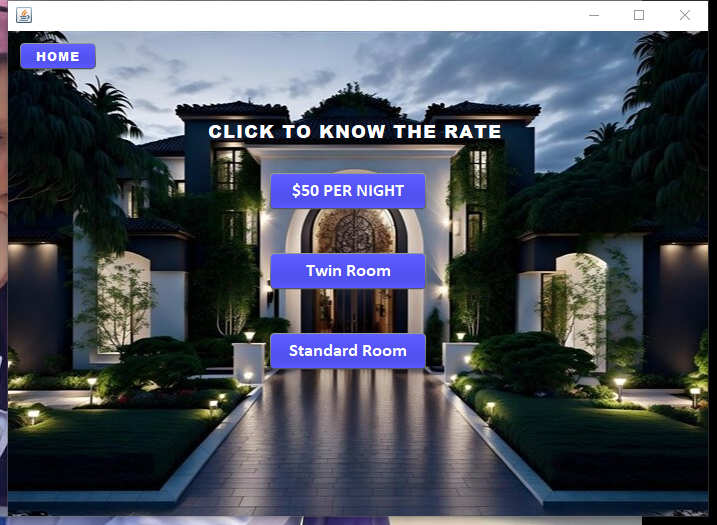 HOME
CLICK TO KNOW THE RATE
$50 PER NIGHT
Twin Room
Standard Room